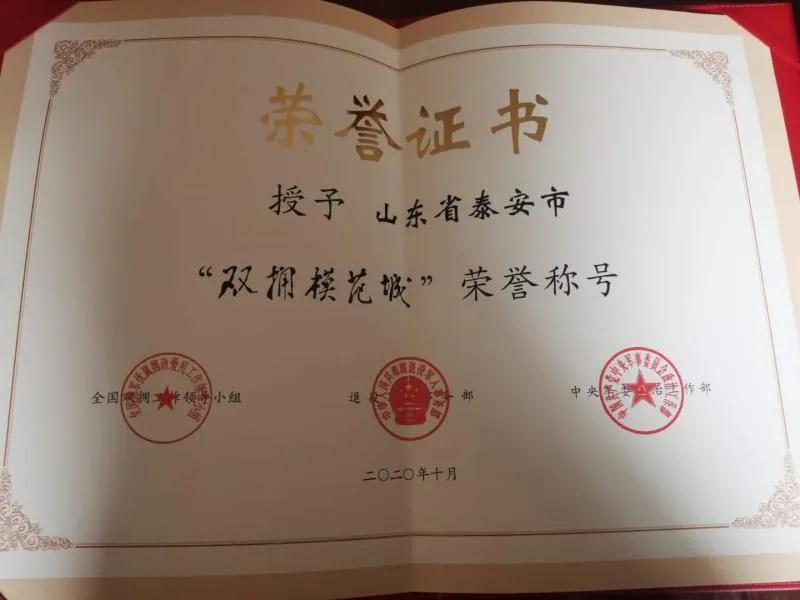 荣誉证书
授予 山东省泰安市
“双拥模范城”荣誉称号
全国双拥工作领导小组
退役军人事务部
中央军委政治工作部
二〇二〇年十月